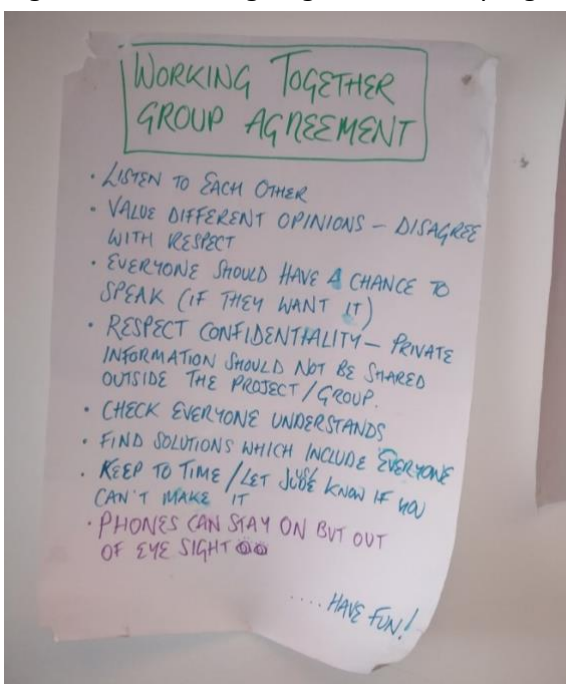 WORKING TOGETHER
GROUP AGREEMENT
• LISTEN TO EACH OTHER
• VALUE DIFFERENT OPINIONS – DISAGREE
WITH RESPECT
• EVERYONE SHOULD HAVE A CHANCE TO
SPEAK (IF THEY WANT IT)
• RESPECT CONFIDENTIALITY – PRIVATE
INFORMATION SHOULD NOT BE SHARED
OUTSIDE THE PROJECT/GROUP.
• CHECK EVERYONE UNDERSTANDS
• FIND SOLUTIONS WHICH INCLUDE EVERYONE
• KEEP TO TIME/LET KNOW IF YOU
CAN'T MAKE IT
• PHONES CAN STAY ON BUT OUT
OF EYE SIGHT
.... HAVE FUN!